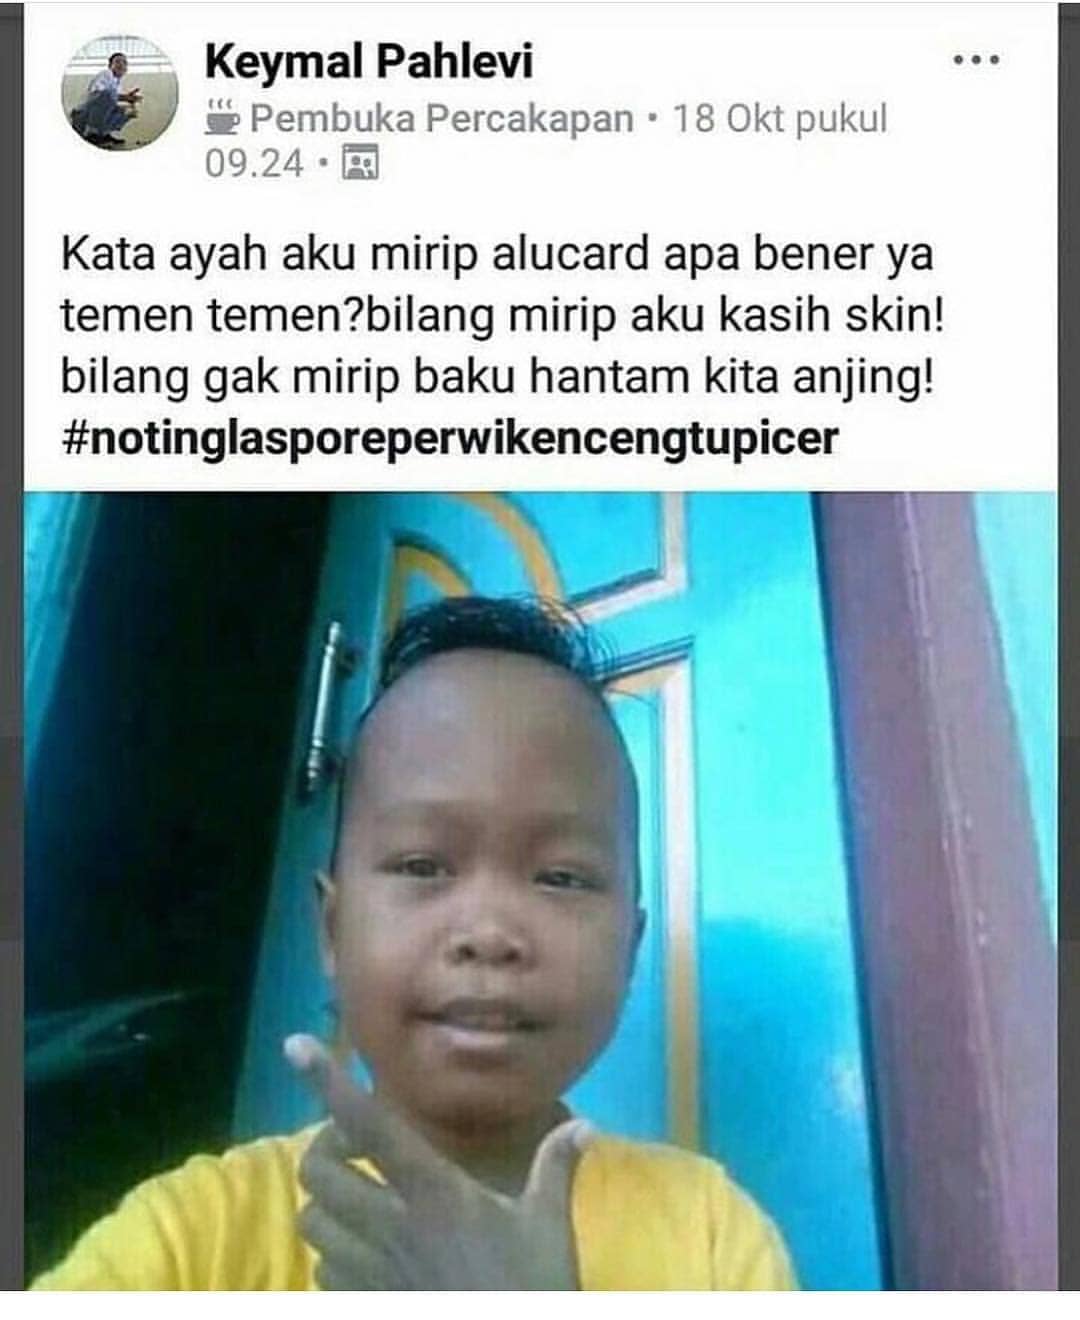 Keymal Pahlevi
Pembuka Percakapan • 18 Okt pukul
09.24 •
Kata ayah aku mirip alucard apa bener ya
temen temen?bilang mirip aku kasih skin!
bilang gak mirip baku hantam kita anjing!
#notinglasporeperwikencengtupicer